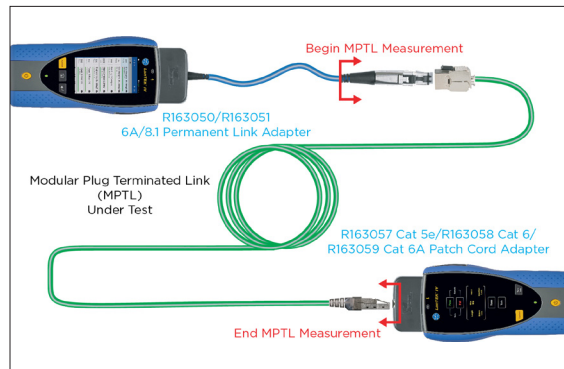 Begin MPTL Measurement
R163050/R163051
6A/8.1 Permanent Link Adapter
Modular Plug Terminated Link
(MPTL)
Under Test
R163057 Cat 5e/R163058 Cat 6/
R163059 Cat 6A Patch Cord Adapter
End MPTL Measurement